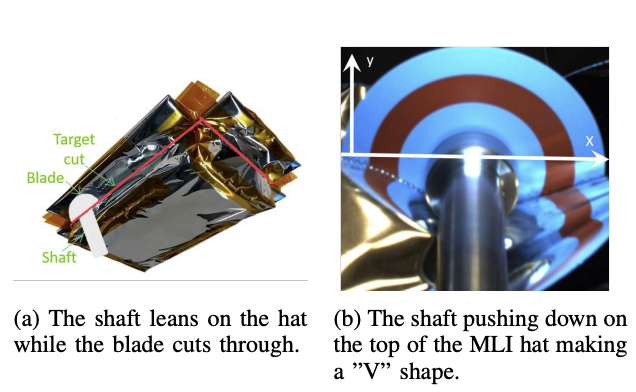 Target
cut
Blade
Shaft
y
X
(a) The shaft leans on the hat
while the blade cuts through.
(b) The shaft pushing down on
the top of the MLI hat making
a ”V” shape.